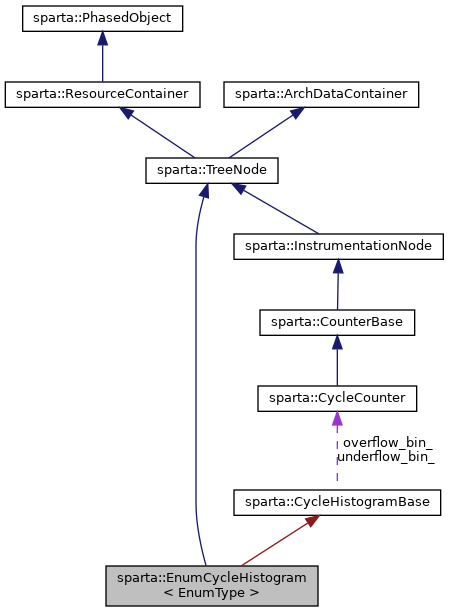 sparta::PhasedObject
sparta::ResourceContainer
sparta::ArchDataContainer
sparta::TreeNode
sparta::InstrumentationNode
sparta::CounterBase
sparta::CycleCounter
overflow_bin_
underflow_bin_
sparta::CycleHistogramBase
sparta::EnumCycleHistogram
< EnumType >